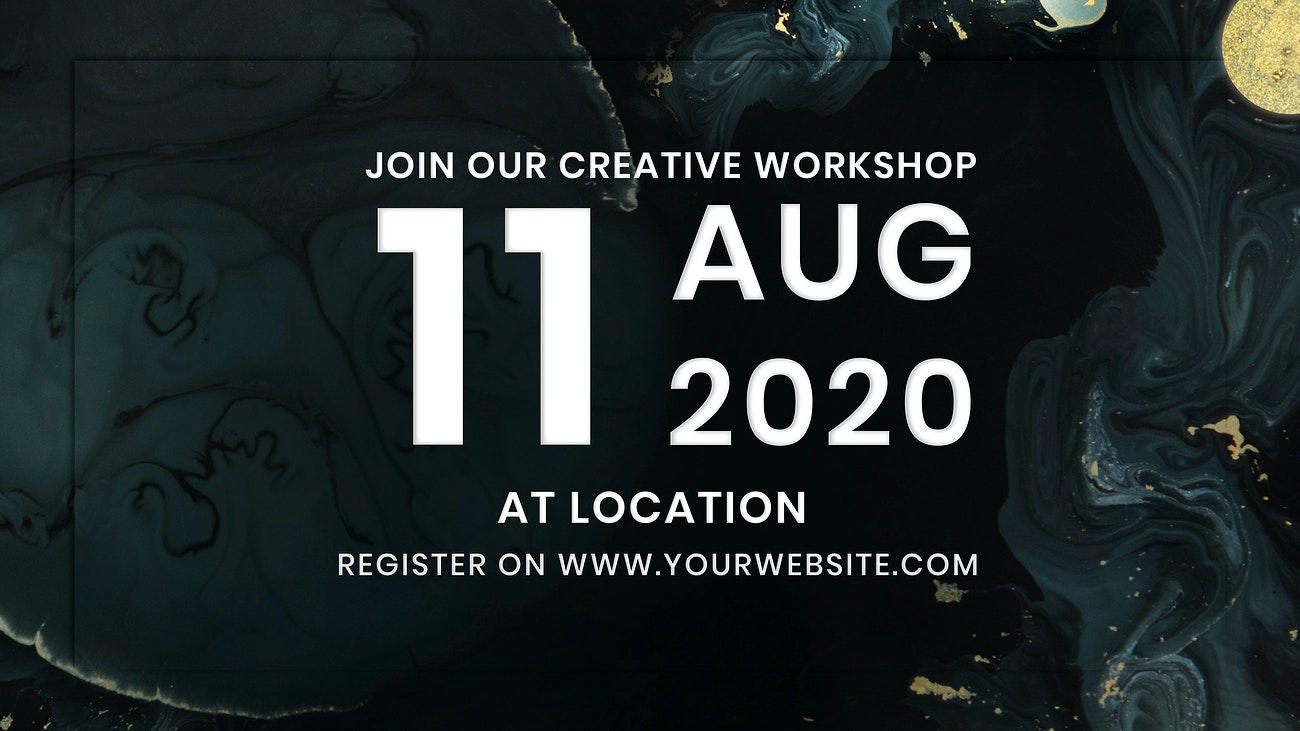 JOIN OUR CREATIVE WORKSHOP
11 AUG
2020
AT LOCATION
REGISTER ON WWW.YOURWEBSITE.COM